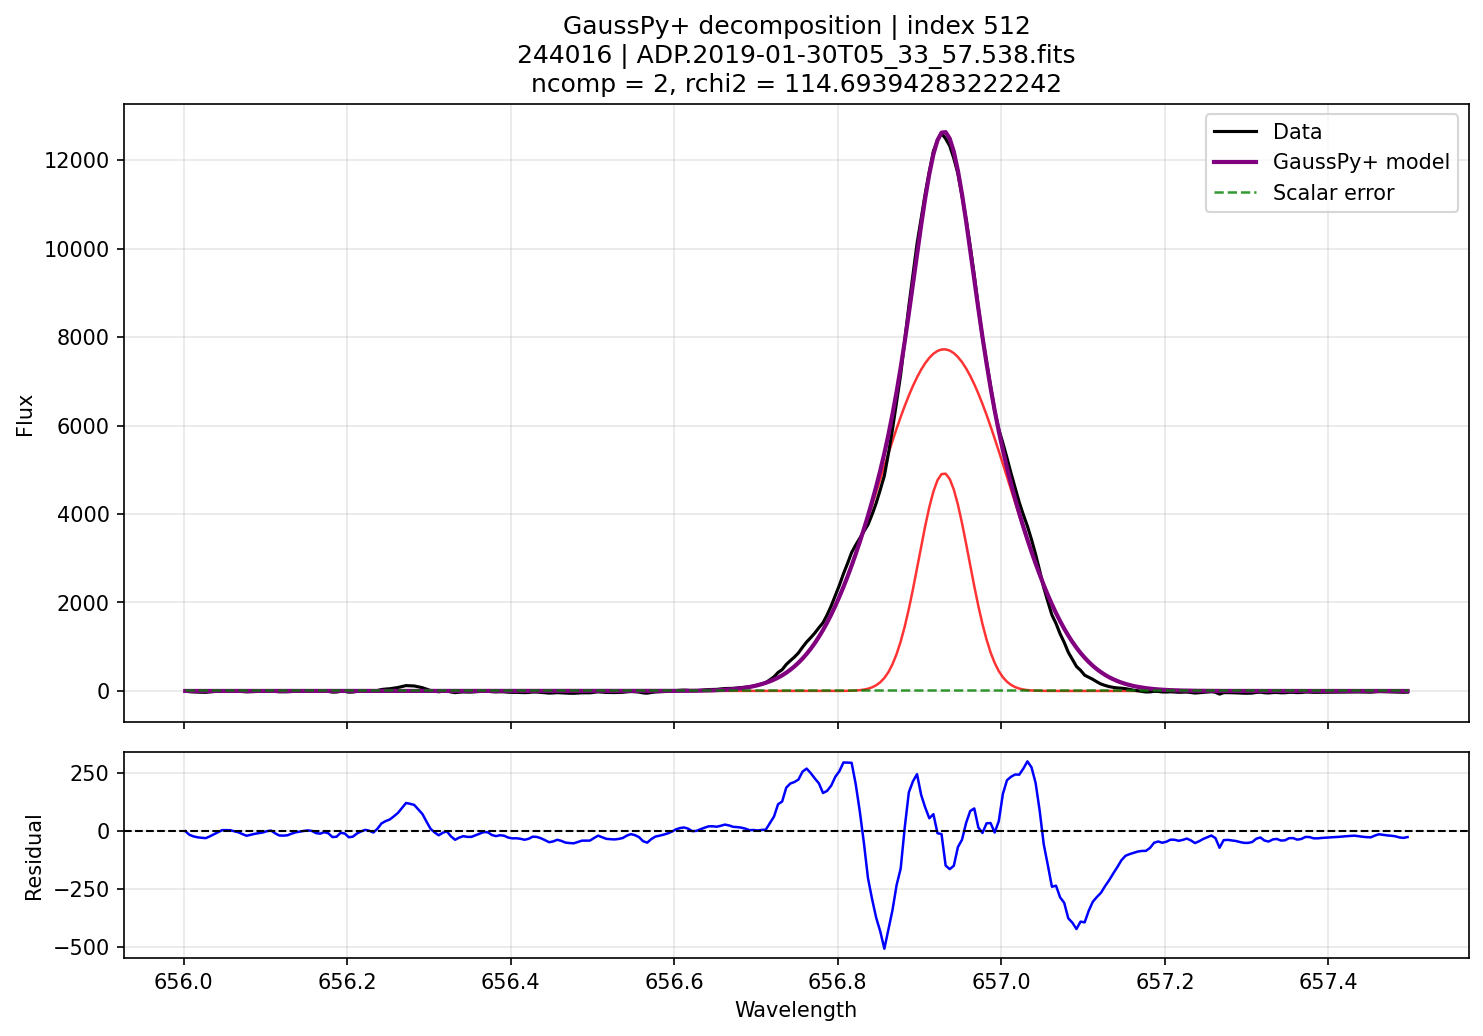 GaussPy+ decomposition | index 512
244016 | ADP.2019-01-30T05_33_57.538.fits
ncomp = 2, rchi2 = 114.69394283222242
Data
GaussPy+ model
Scalar error
12000
10000
8000
6000
4000
2000
0
Flux
250
0
−250
−500
Residual
656.0 656.2 656.4 656.6 656.8 657.0 657.2 657.4
Wavelength